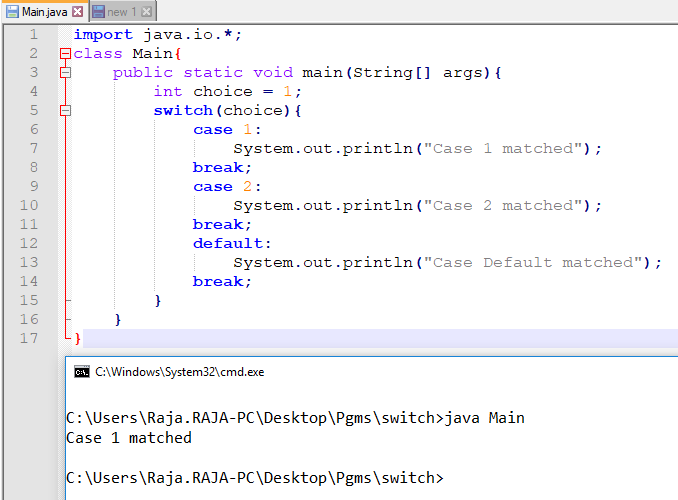 Main.java new 1
1 import java.io.*;
2 class Main{
3 public static void main(String[] args){
4 int choice = 1;
5 switch(choice){
6 case 1:
7 System.out.println("Case 1 matched");
8 break;
9 case 2:
10 System.out.println("Case 2 matched");
11 break;
12 default:
13 System.out.println("Case Default matched");
14 break;
15 }
16 }
17 }
C:\Windows\System32\cmd.exe
C:\Users\Raja.RAJA-PC\Desktop\Pgms\switch>java Main
Case 1 matched
C:\Users\Raja.RAJA-PC\Desktop\Pgms\switch>